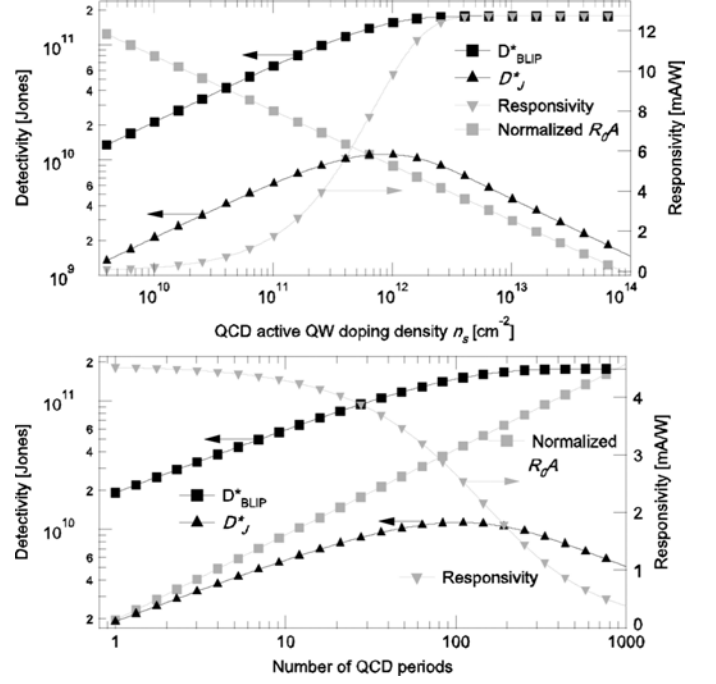 Detectivity [Jones]
10¹¹
6
4
2
10¹⁰
6
4
2
10⁹
2
D*BLIP
D*J
Responsivity
Normalized R₀A
12
10
8
6
4
2
0
Responsivity [mA/W]
10¹⁰ 10¹¹ 10¹² 10¹³ 10¹⁴
QCD active QW doping density nₛ [cm⁻²]
Detectivity [Jones]
2
10¹¹
6
4
2
10¹⁰
6
4
2
D*BLIP
D*J
Normalized
R₀A
Responsivity
4
3
2
1
0
Responsivity [mA/W]
1 10 100 1000
Number of QCD periods